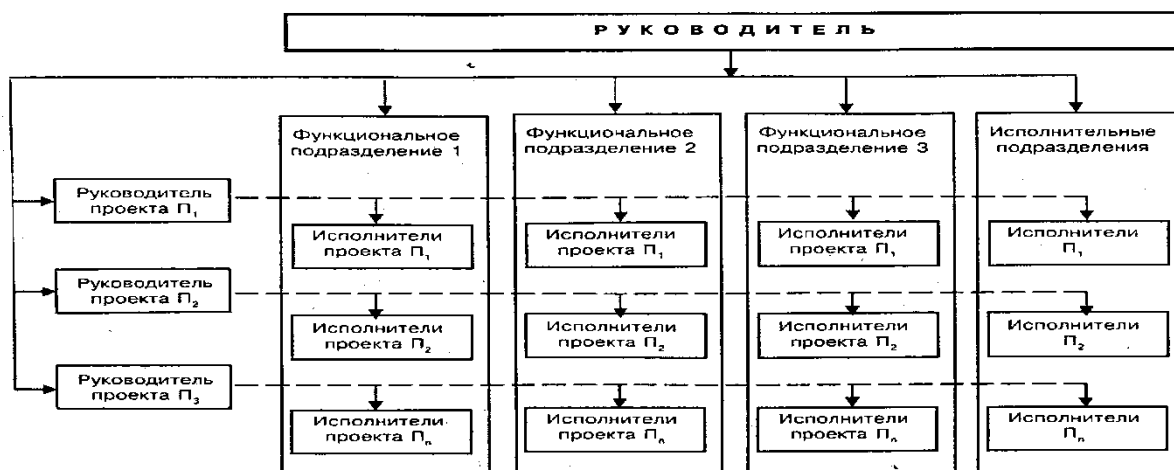 РУКОВОДИТЕЛЬ
Функциональное
подразделение 1
Функциональное
подразделение 2
Функциональное
подразделение 3
Исполнительные
подразделения
Руководитель
проекта П₁
Исполнители
проекта П₁
Исполнители
проекта П₁
Исполнители
проекта П₁
Исполнители
П₁
Руководитель
проекта П₂
Исполнители
проекта П₂
Исполнители
проекта П₂
Исполнители
проекта П₂
Исполнители
П₂
Руководитель
проекта П₃
Исполнители
проекта Пₙ
Исполнители
проекта Пₙ
Исполнители
проекта Пₙ
Исполнители
Пₙ